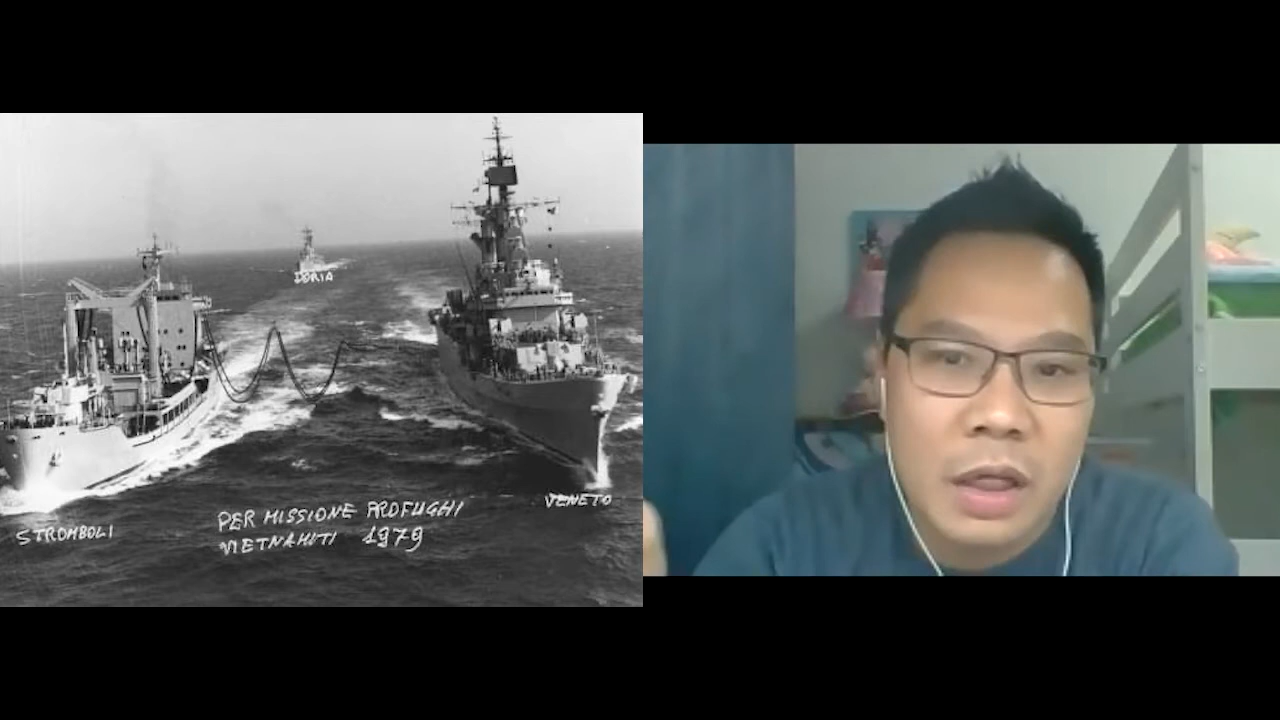 DORIA
VENETO
STROMBOLI
PER MISSIONE PROFUGHI
VIETNAMITI 1979